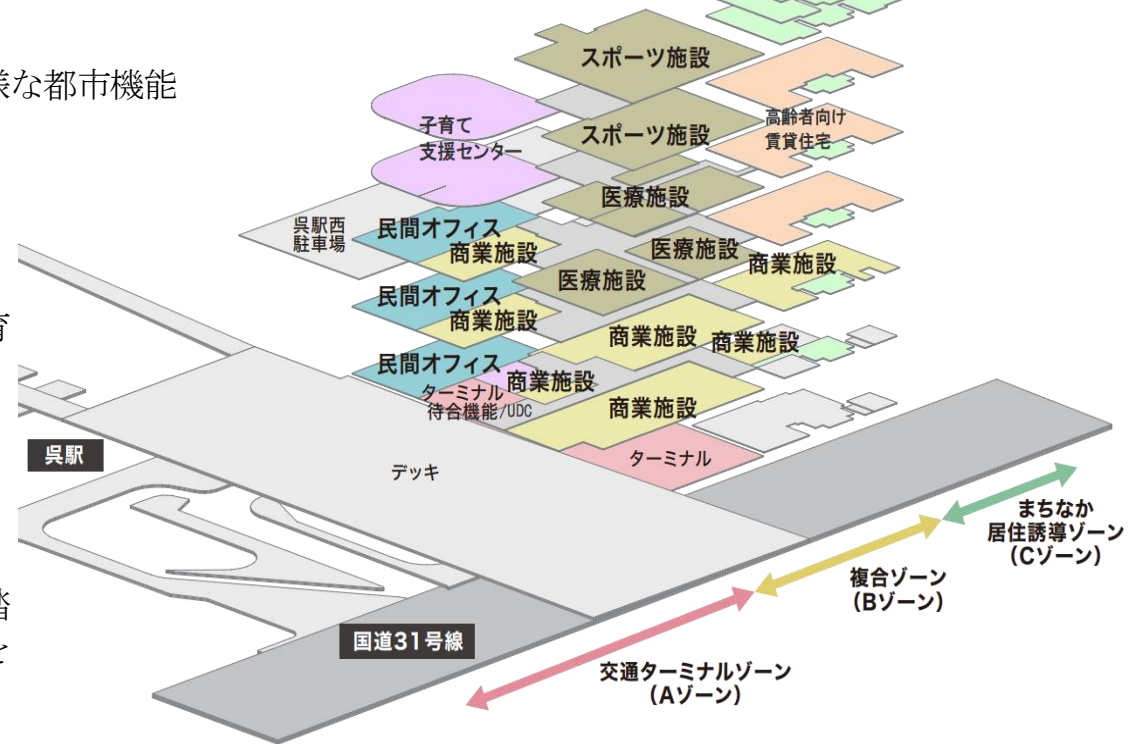 様な都市機能
育
踏
を
スポーツ施設
スポーツ施設
子育て
支援センター
高齢者向け
賃貸住宅
医療施設
呉駅西
駐車場
民間オフィス
商業施設
医療施設
医療施設
商業施設
民間オフィス
商業施設
商業施設
商業施設
民間オフィス
商業施設
ターミナル
待合機能/UDC
商業施設
ターミナル
呉駅
デッキ
国道31号線
まちなか
居住誘導ゾーン
（Cゾーン）
複合ゾーン
（Bゾーン）
交通ターミナルゾーン
（Aゾーン）